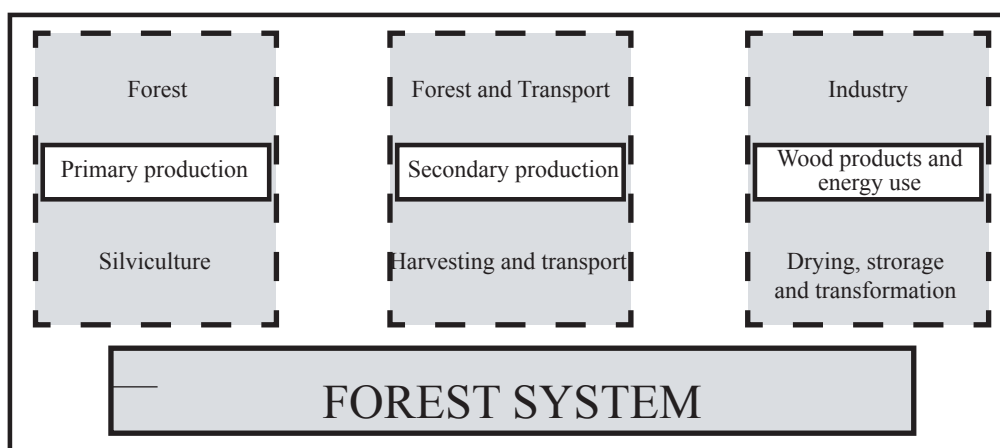 Forest
Primary production
Silviculture
Forest and Transport
Secondary production
Harvesting and transport
Industry
Wood products and
energy use
Drying, strorage
and transformation
FOREST SYSTEM